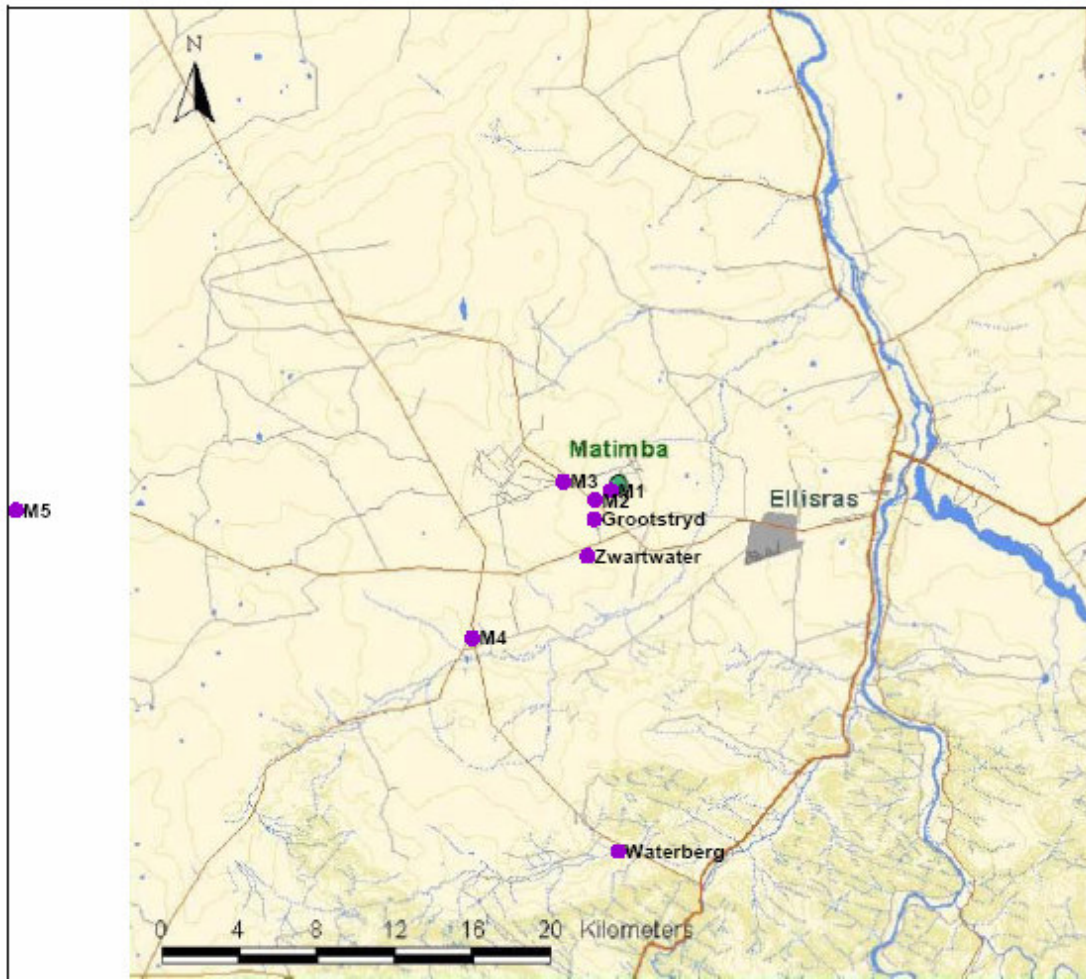 N
Matimba
M3
M1
M2
Ellisras
M5
Grootstryd
Zwartwater
M4
Waterberg
0 4 8 12 16 20 Kilometers